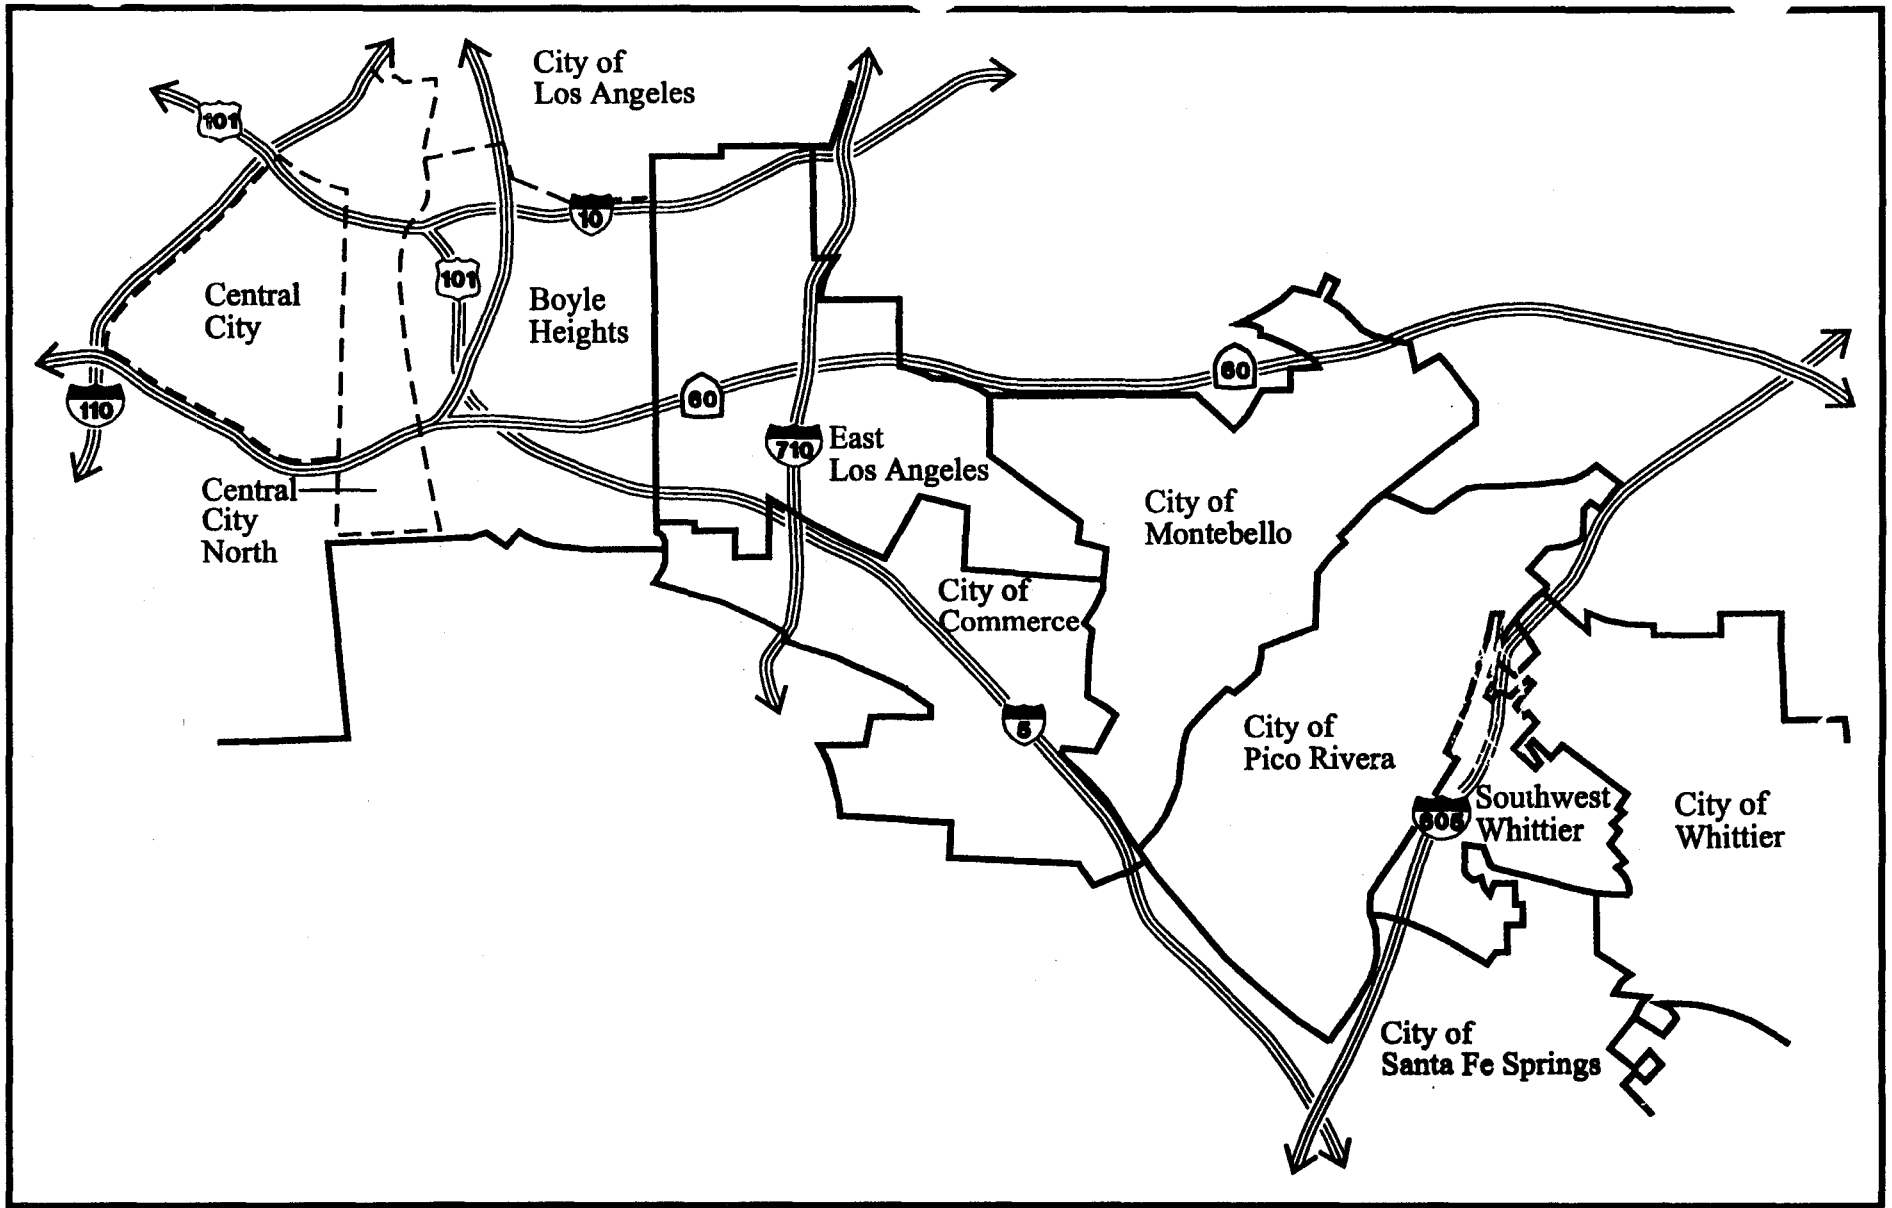 City of
Los Angeles
101
10
Central
City
101
Boyle
Heights
60
60
110
710
East
Los Angeles
Central
City
North
City of
Montebello
City of
Commerce
5
City of
Pico Rivera
605
Southwest
Whittier
City of
Whittier
City of
Santa Fe Springs